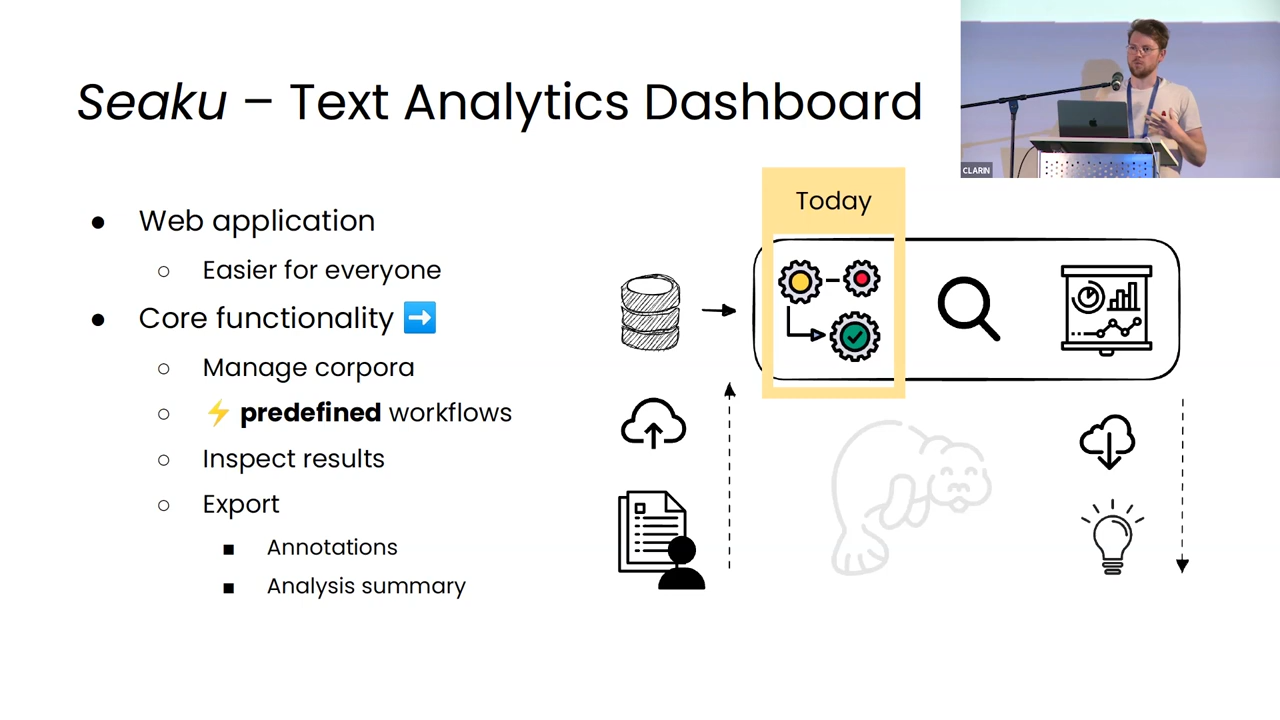 Seaku – Text Analytics Dashboard
CLARIN
● Web application
○ Easier for everyone
● Core functionality ➡️
○ Manage corpora
○ ⚡ predefined workflows
○ Inspect results
○ Export
■ Annotations
■ Analysis summary
Today